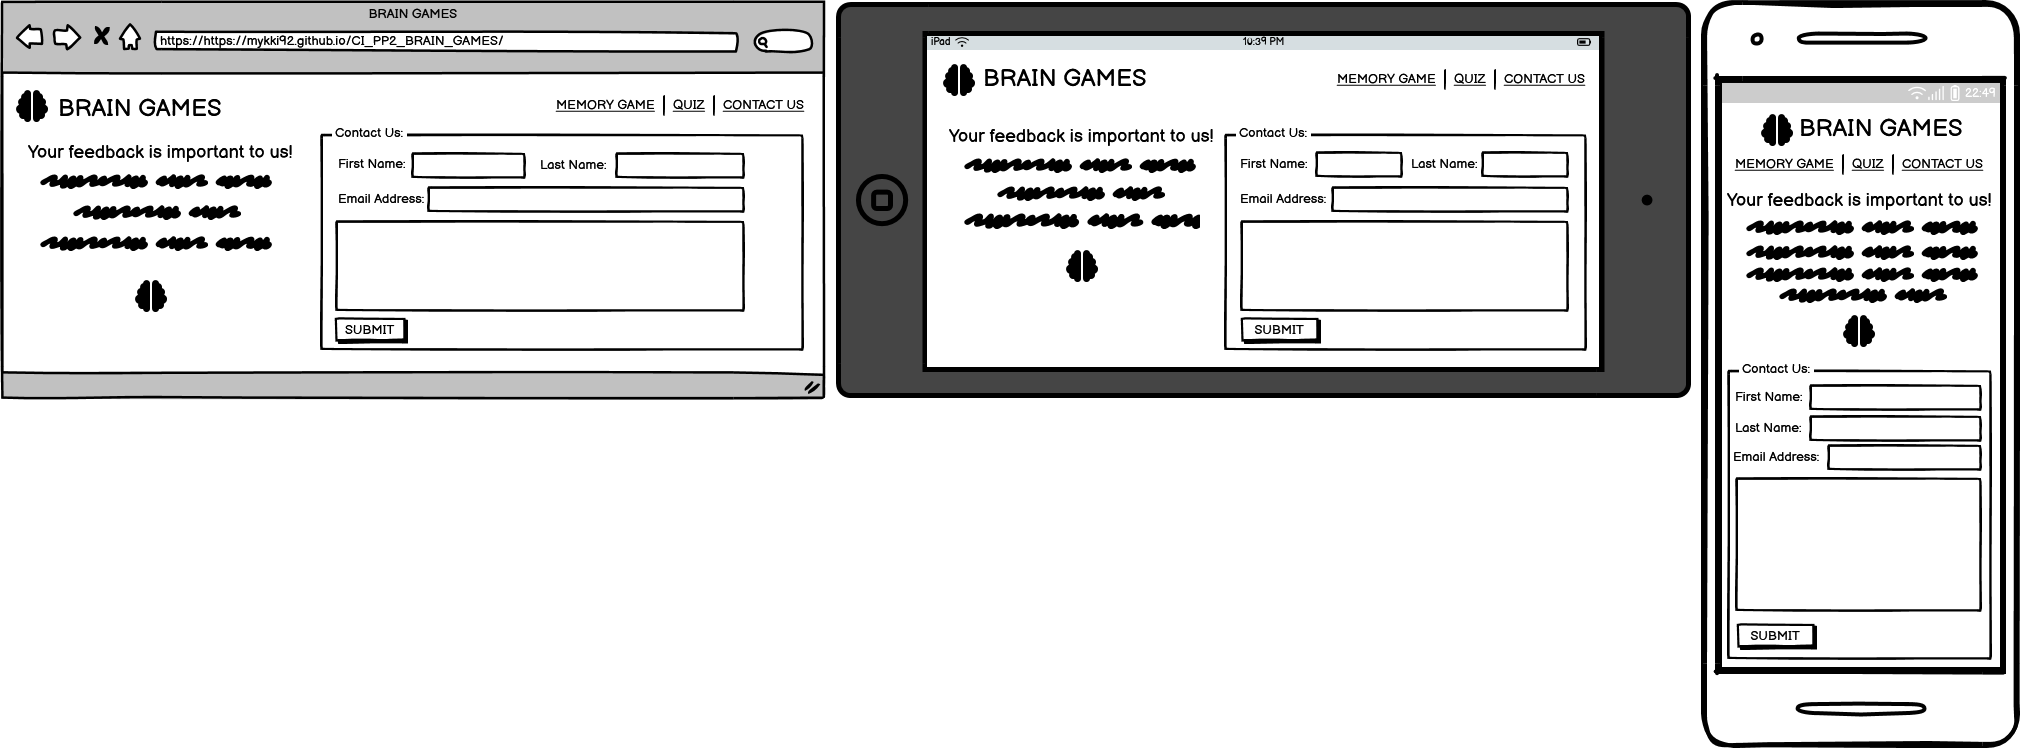 BRAIN GAMES
https://https://mykki92.github.io/CI_PP2_BRAIN_GAMES/
BRAIN GAMES
MEMORY GAME | QUIZ | CONTACT US
Your feedback is important to us!
Contact Us:
First Name:
Last Name:
Email Address:
SUBMIT
iPad
10:39 PM
BRAIN GAMES
MEMORY GAME | QUIZ | CONTACT US
Your feedback is important to us!
Contact Us:
First Name:
Last Name:
Email Address:
SUBMIT
22:49
BRAIN GAMES
MEMORY GAME | QUIZ | CONTACT US
Your feedback is important to us!
Contact Us:
First Name:
Last Name:
Email Address:
SUBMIT